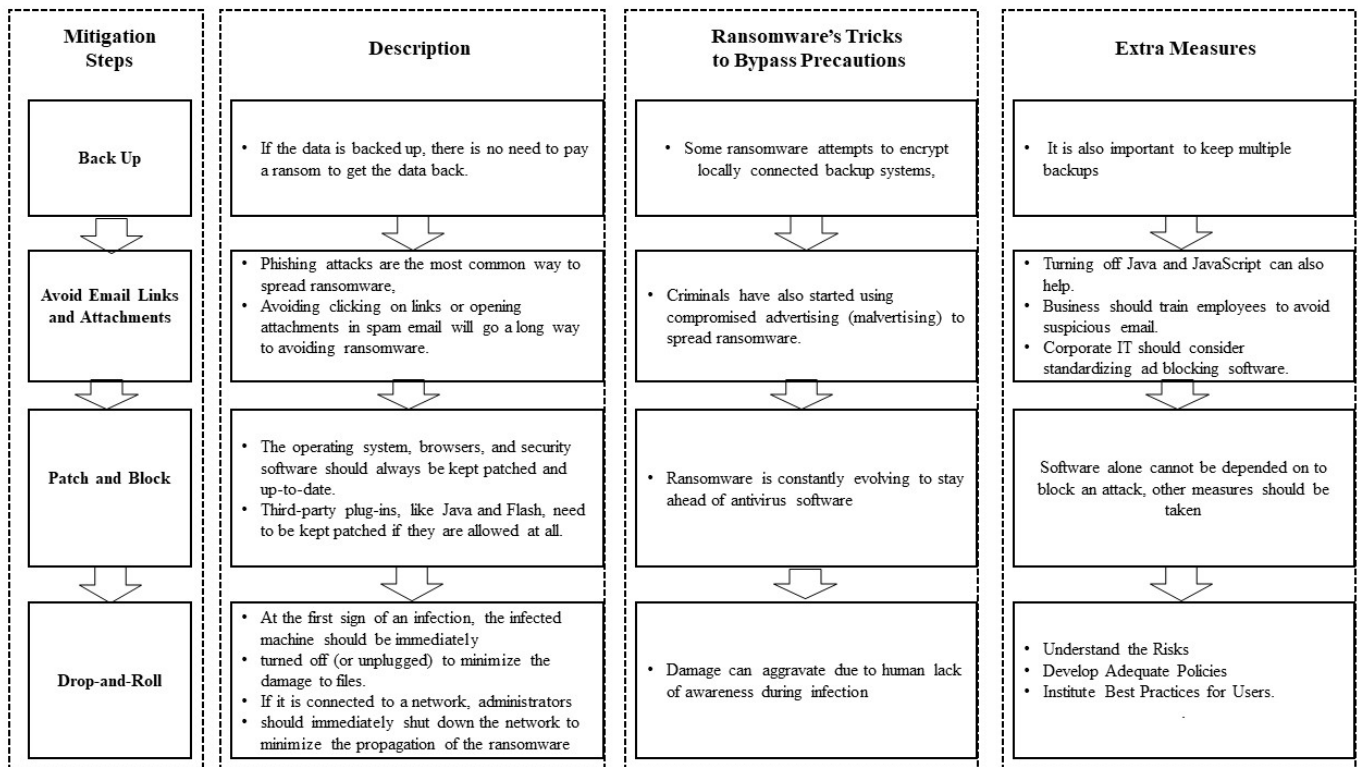 Mitigation
Steps
Description
Ransomware's Tricks
to Bypass Precautions
Extra Measures
Back Up
• If the data is backed up, there is no need to pay
a ransom to get the data back.
• Some ransomware attempts to encrypt
locally connected backup systems,
• It is also important to keep multiple
backups
Avoid Email Links
and Attachments
• Phishing attacks are the most common way to
spread ransomware,
• Avoiding clicking on links or opening
attachments in spam email will go a long way
to avoiding ransomware.
• Criminals have also started using
compromised advertising (malvertising) to
spread ransomware.
• Turning off Java and JavaScript can also
help.
• Business should train employees to avoid
suspicious email.
• Corporate IT should consider
standardizing ad blocking software.
Patch and Block
• The operating system, browsers, and security
software should always be kept patched and
up-to-date.
• Third-party plug-ins, like Java and Flash, need
to be kept patched if they are allowed at all.
• Ransomware is constantly evolving to stay
ahead of antivirus software
Software alone cannot be depended on to
block an attack, other measures should be
taken
Drop-and-Roll
• At the first sign of an infection, the infected
machine should be immediately
• turned off (or unplugged) to minimize the
damage to files.
• If it is connected to a network, administrators
• should immediately shut down the network to
minimize the propagation of the ransomware
• Damage can aggravate due to human lack
of awareness during infection
• Understand the Risks
• Develop Adequate Policies
• Institute Best Practices for Users.
.